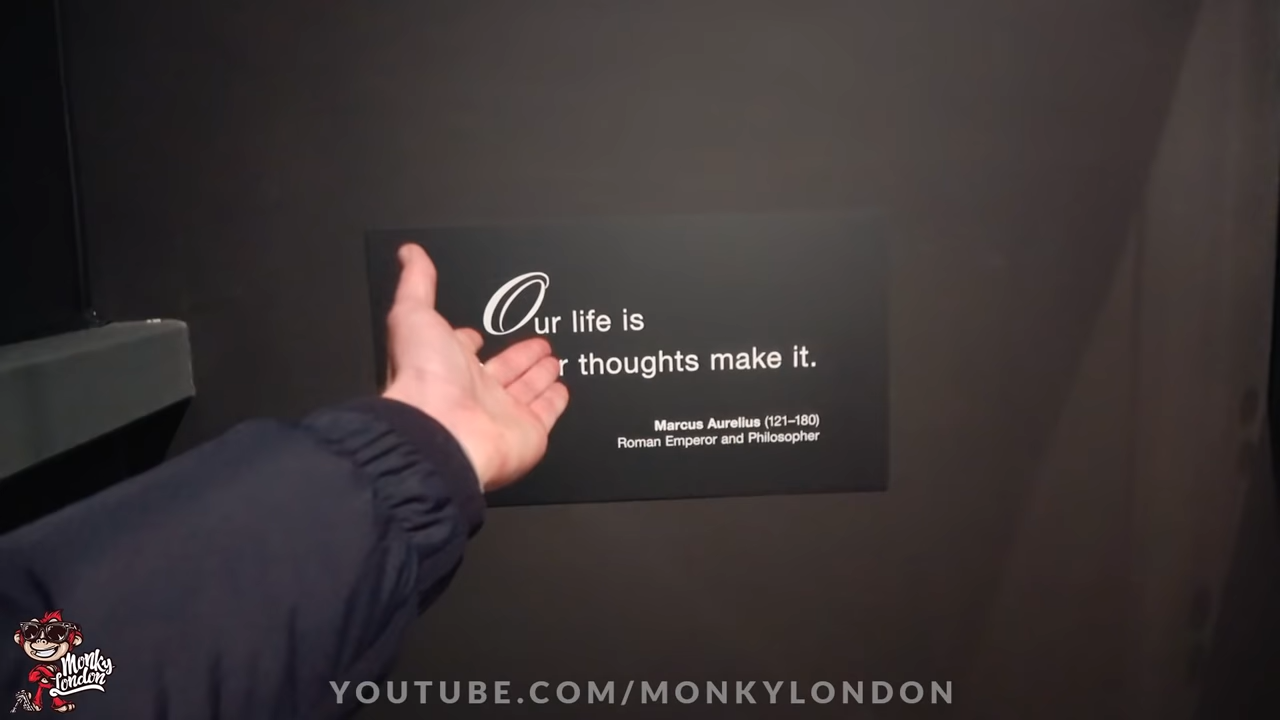 Our life is
r thoughts make it.
Marcus Aurelius (121–180)
Roman Emperor and Philosopher
Monky
London
YOUTUBE.COM/MONKYLONDON